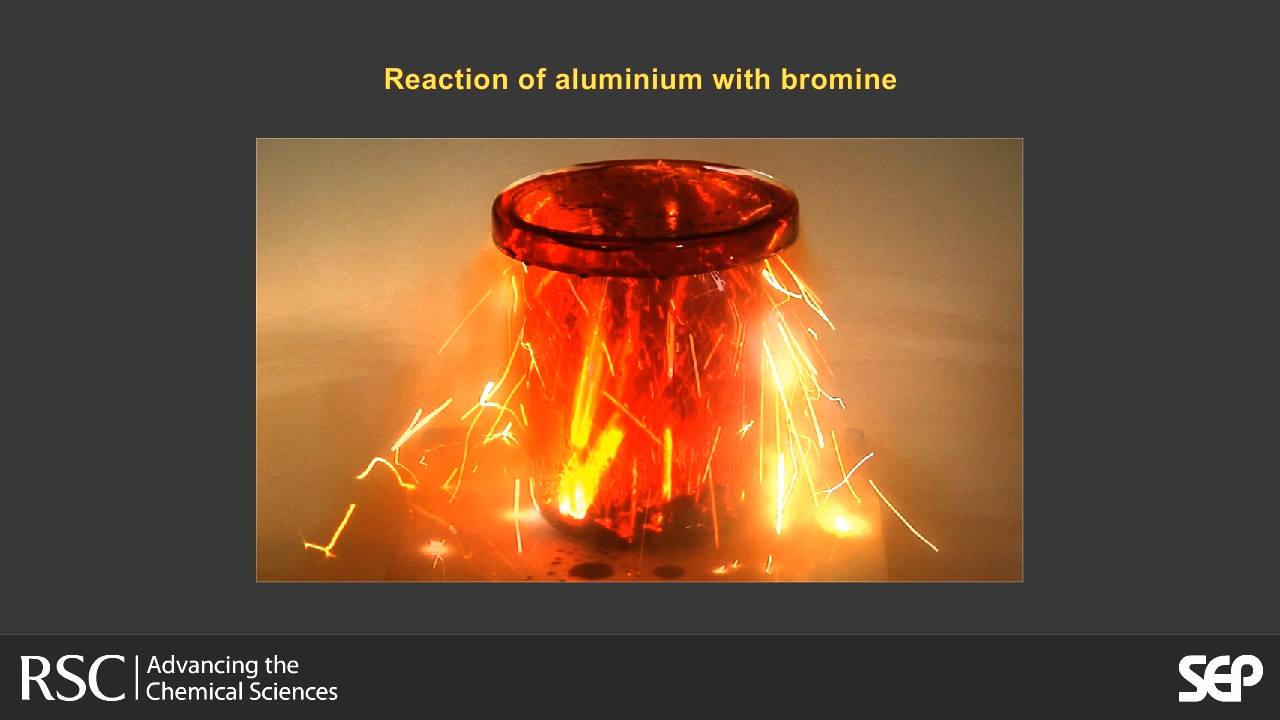 Reaction of aluminium with bromine
RSC | Advancing the
Chemical Sciences
SEP